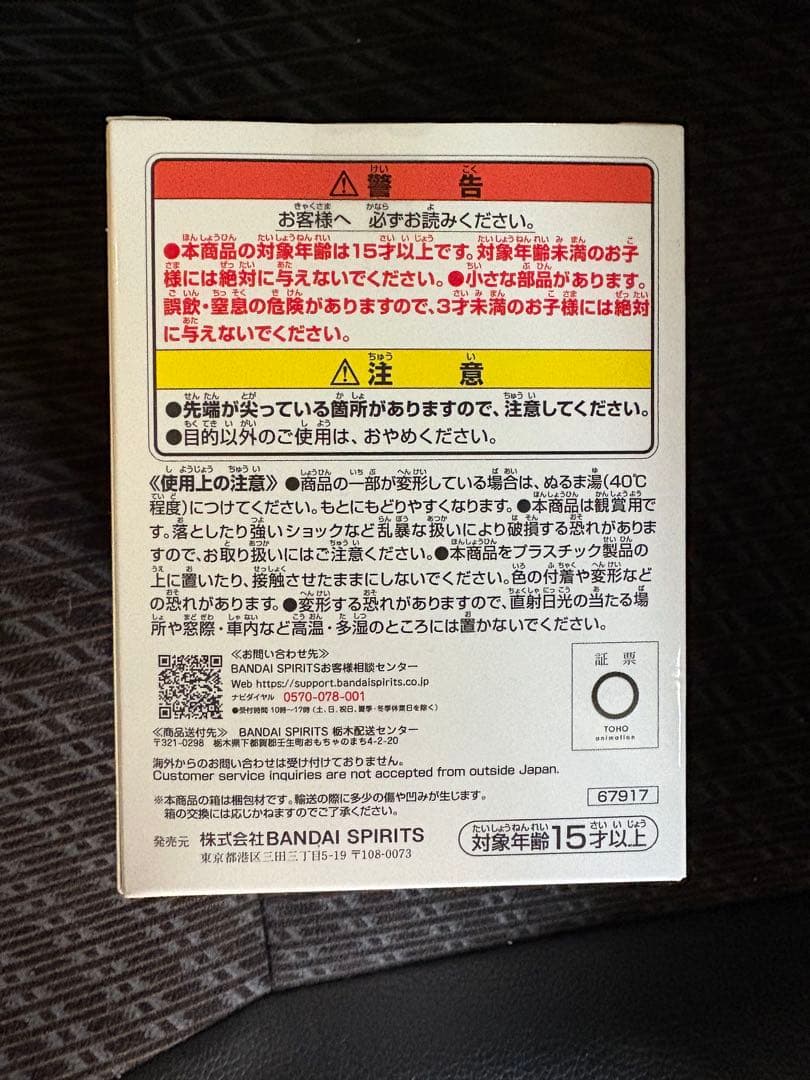 ⚠警 告
お客様へ 必ずお読みください。
●本商品の対象年齢は15才以上です。対象年齢未満のお子
様には絶対に与えないでください。●小さな部品があります。
誤飲・窒息の危険がありますので、3才未満のお子様には絶対
に与えないでください。
⚠注 意
●先端が尖っている箇所がありますので、注意してください。
●目的以外のご使用は、おやめください。
《使用上の注意》●商品の一部が変形している場合は、ぬるま湯(40℃
程度)につけてください。もとにもどりやすくなります。●本商品は観賞用で
す。落としたり強いショックなど乱暴な扱いにより破損する恐れがありま
すので、お取り扱いにはご注意ください。●本商品をプラスチック製品の
上に置いたり、接触させたままにしないでください。色の付着や変形など
の恐れがあります。●変形する恐れがありますので、直射日光の当たる場
所や窓際・車内など高温・多湿のところには置かないでください。
《お問い合わせ先》
BANDAI SPIRITSお客様相談センター
Web https://support.bandaispirits.co.jp
ナビダイヤル 0570-078-001
●受付時間 10時〜17時(土、日、祝日、夏季・冬季休業日を除く)
《商品送付先》 BANDAI SPIRITS 栃木配送センター
〒321-0298 栃木県下都賀郡壬生町おもちゃのまち4-2-20
海外からのお問い合わせは受け付けておりません。
Customer service inquiries are not accepted from outside Japan.
※本商品の箱は梱包材です。輸送の際に多少の傷や凹みが生じます。
箱の交換には応じかねますのでご了承ください。
発売元 株式会社BANDAI SPIRITS
東京都港区三田三丁目5-19 〒108-0073
証票
TOHO
animation
67917
対象年齢15才以上